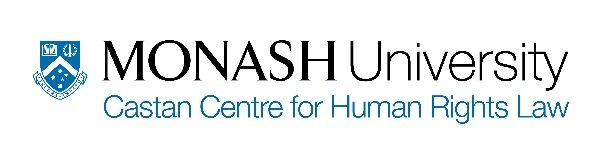 MONASH University
Castan Centre for Human Rights Law